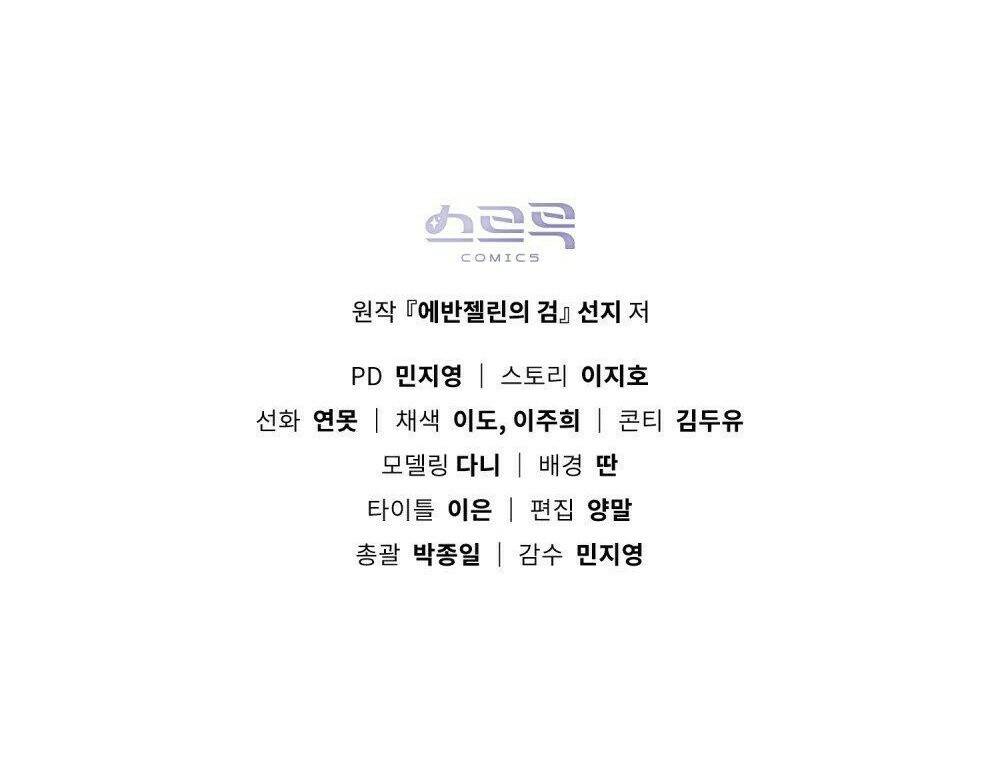 스르륵
COMICS
원작 『에반젤린의 검』 선지 저
PD 민지영 | 스토리 이지호
선화 연못 | 채색 이도, 이주희 | 콘티 김두유
모델링 다니 | 배경 딴
타이틀 이은 | 편집 양말
총괄 박종일 | 감수 민지영